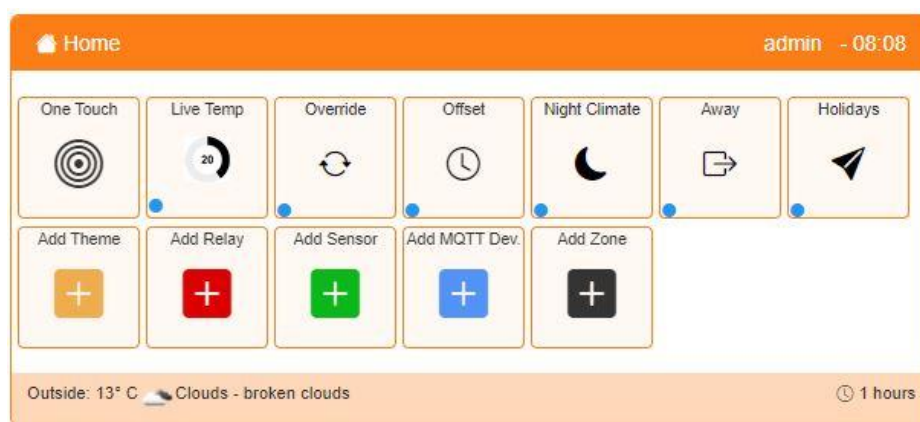 Home admin - 08:08
One Touch Live Temp Override Offset Night Climate Away Holidays
20
Add Theme Add Relay Add Sensor Add MQTT Dev. Add Zone
Outside: 13° C Clouds - broken clouds 1 hours